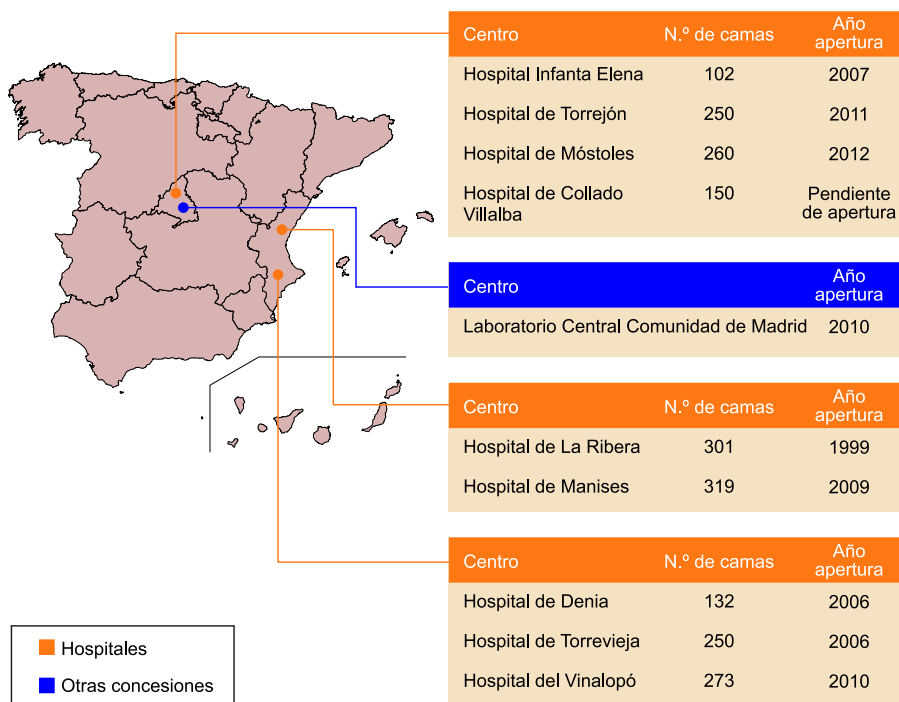 Centro N.º de camas Año apertura
Hospital Infanta Elena 102 2007
Hospital de Torrejón 250 2011
Hospital de Móstoles 260 2012
Hospital de Collado Villalba 150 Pendiente de apertura
Centro Año apertura
Laboratorio Central Comunidad de Madrid 2010
Centro N.º de camas Año apertura
Hospital de La Ribera 301 1999
Hospital de Manises 319 2009
Centro N.º de camas Año apertura
Hospital de Denia 132 2006
Hospital de Torrevieja 250 2006
Hospital del Vinalopó 273 2010
Hospitales
Otras concesiones